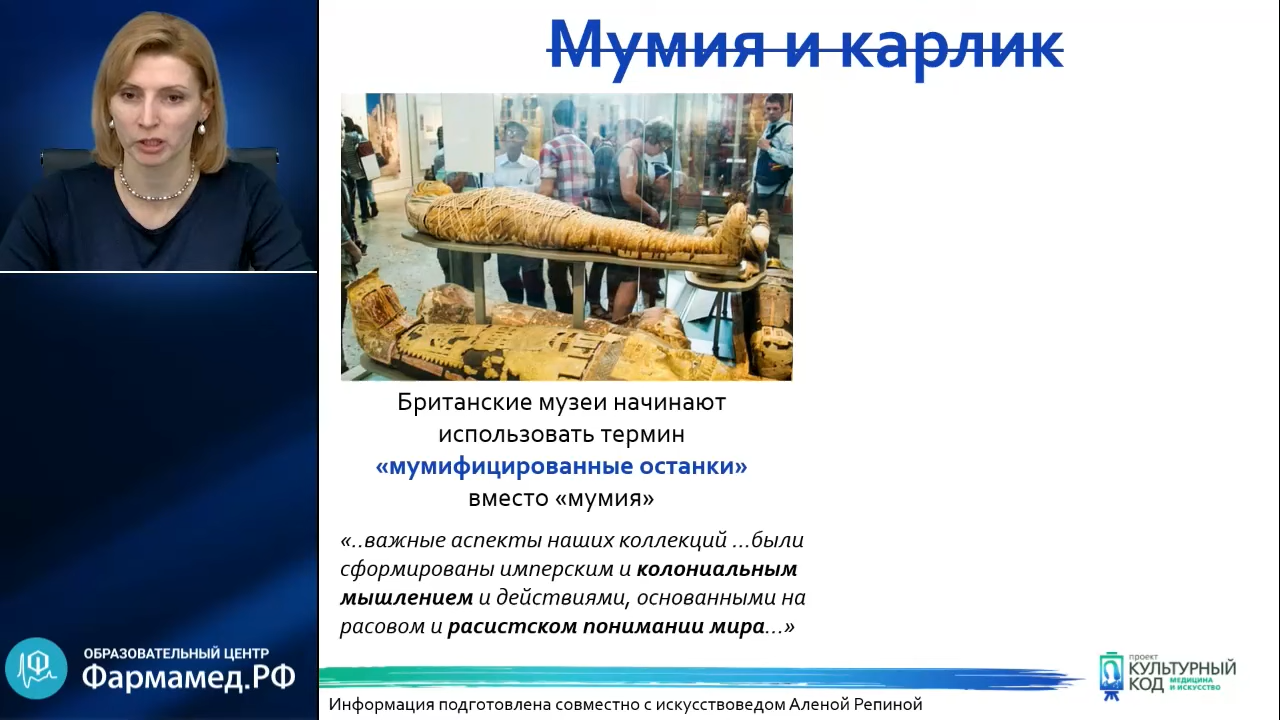 Мумия и карлик
Британские музеи начинают
использовать термин
«мумифицированные останки»
вместо «мумия»
«..важные аспекты наших коллекций ...были
сформированы имперским и колониальным
мышлением и действиями, основанными на
расовом и расистском понимании мира...»
ОБРАЗОВАТЕЛЬНЫЙ ЦЕНТР
Фармамед.РФ
проект
КУЛЬТУРНЫЙ
КОД МЕДИЦИНА
И ИСКУССТВО
Информация подготовлена совместно с искусствоведом Аленой Репиной